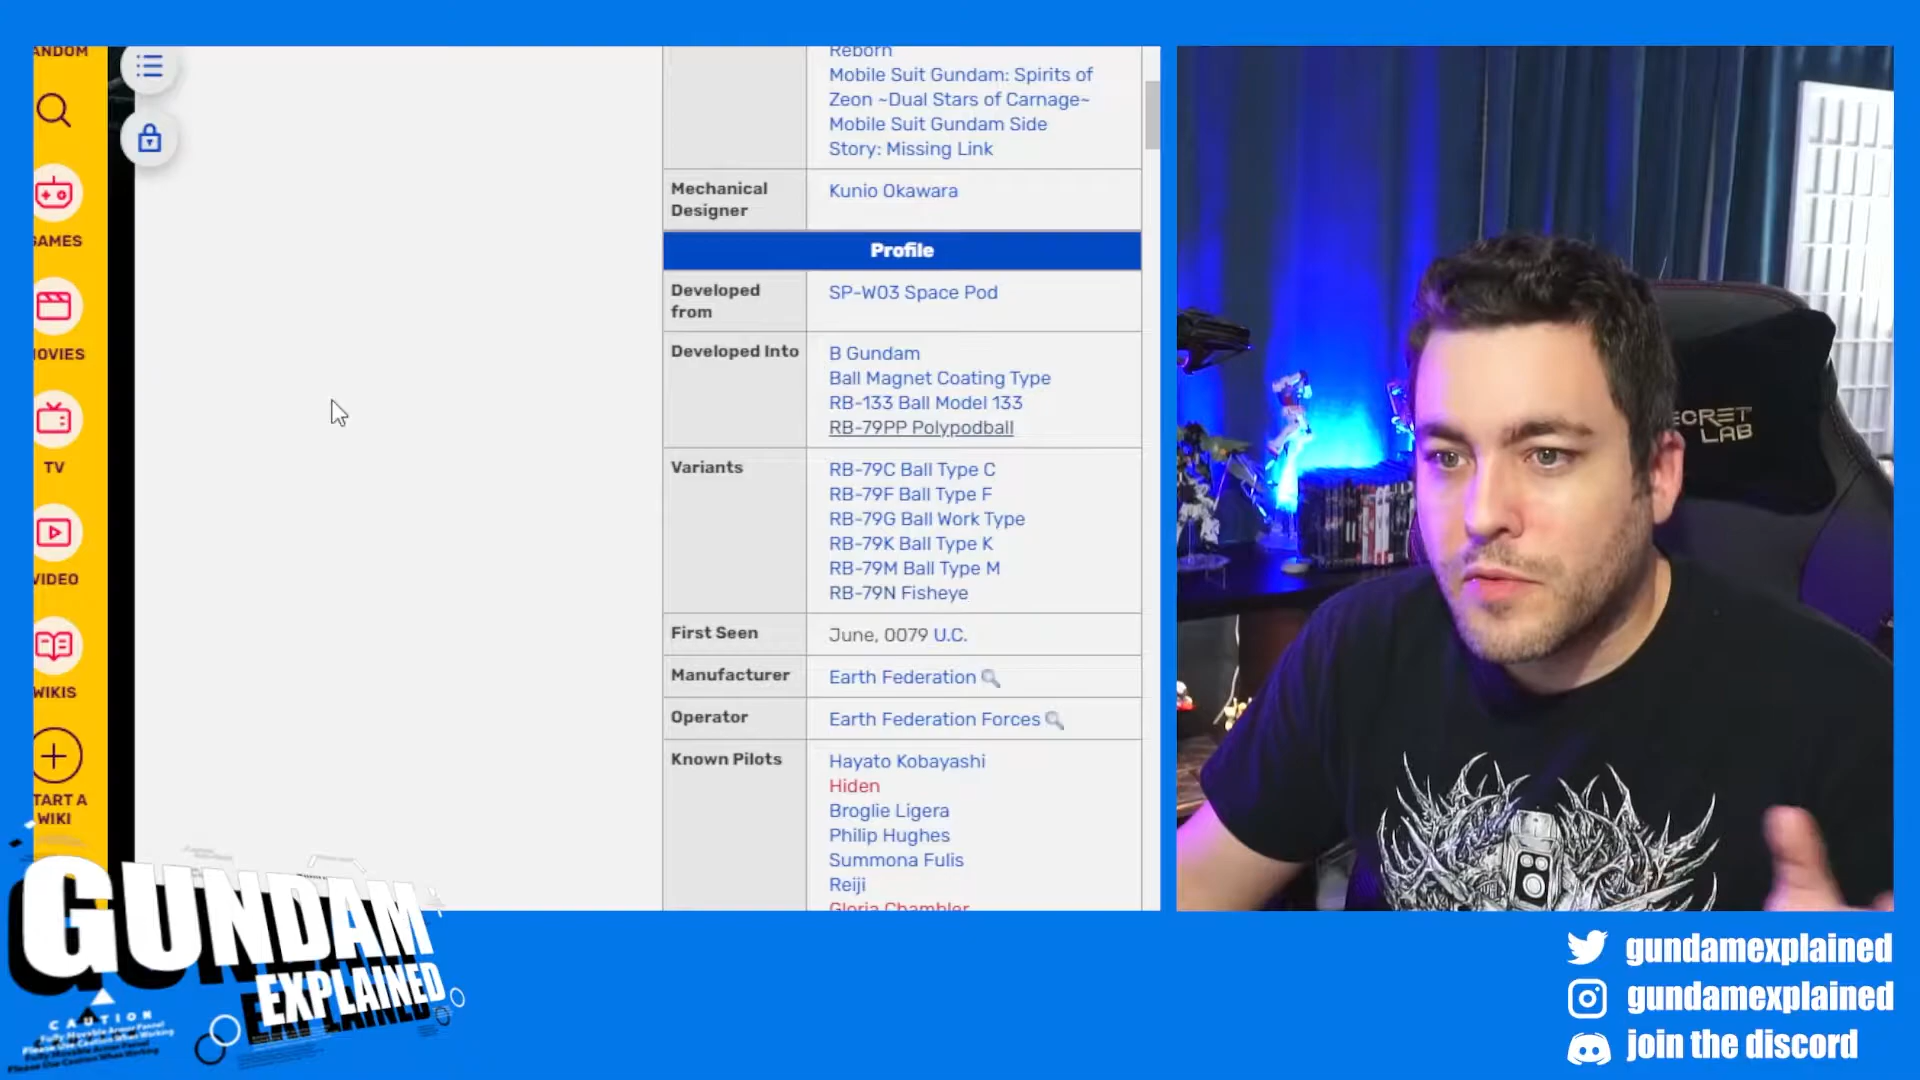 ANDOM
GAMES
MOVIES
TV
VIDEO
WIKIS
START A
WIKI
Reborn
Mobile Suit Gundam: Spirits of
Zeon ~Dual Stars of Carnage~
Mobile Suit Gundam Side
Story: Missing Link
Mechanical
Designer
Kunio Okawara
Profile
Developed
from
SP-W03 Space Pod
Developed Into
B Gundam
Ball Magnet Coating Type
RB-133 Ball Model 133
RB-79PP Polypodball
Variants
RB-79C Ball Type C
RB-79F Ball Type F
RB-79G Ball Work Type
RB-79K Ball Type K
RB-79M Ball Type M
RB-79N Fisheye
First Seen
June, 0079 U.C.
Manufacturer
Earth Federation
Operator
Earth Federation Forces
Known Pilots
Hayato Kobayashi
Hiden
Broglie Ligera
Philip Hughes
Summona Fulis
Reiji
Gloria Chambler
ECRET
LAB
GUNDAM
EXPLAINED
CAUTION
gundamexplained
gundamexplained
join the discord